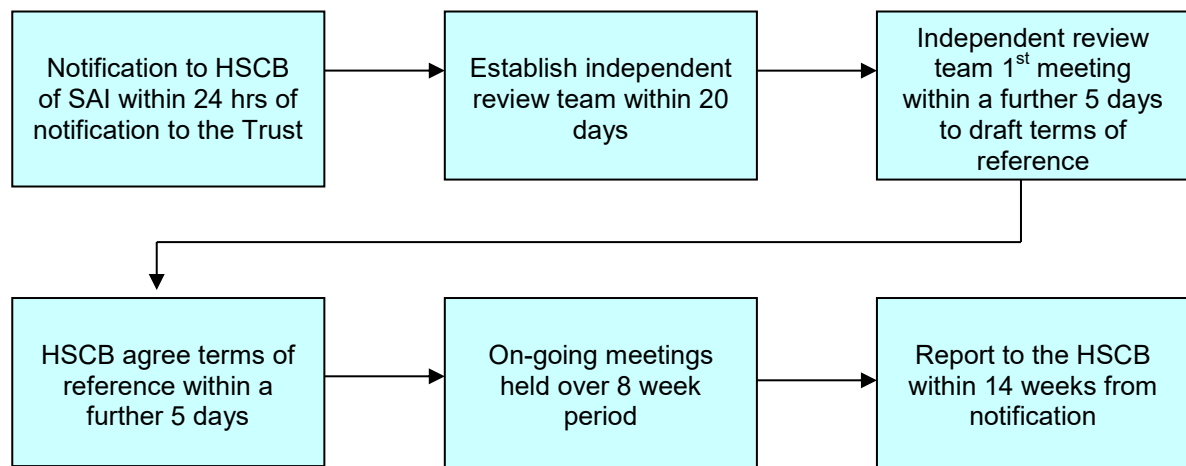 Notification to HSCB
of SAI within 24 hrs of
notification to the Trust
Establish independent
review team within 20
days
Independent review
team 1st meeting
within a further 5 days
to draft terms of
reference
HSCB agree terms of
reference within a
further 5 days
On-going meetings
held over 8 week
period
Report to the HSCB
within 14 weeks from
notification